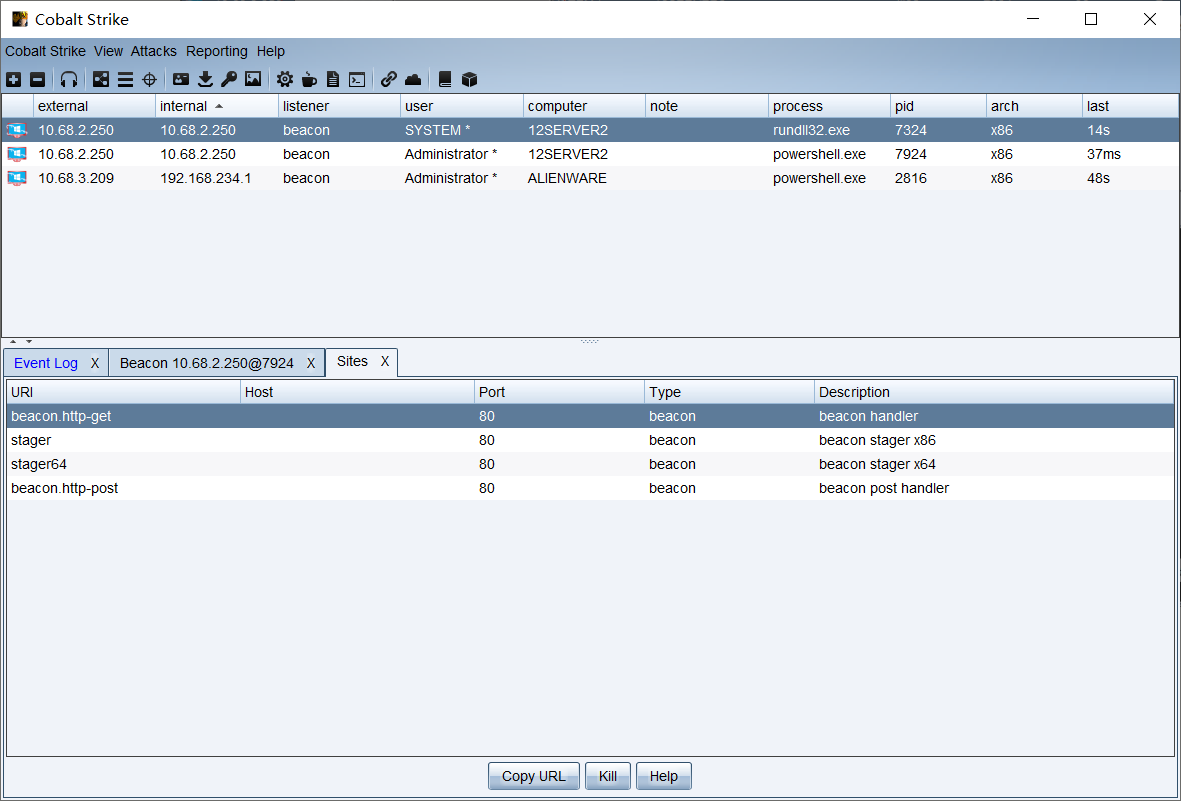 Cobalt Strike
Cobalt Strike View Attacks Reporting Help
external internal listener user computer note process pid arch last
10.68.2.250 10.68.2.250 beacon SYSTEM * 12SERVER2 rundll32.exe 7324 x86 14s
10.68.2.250 10.68.2.250 beacon Administrator * 12SERVER2 powershell.exe 7924 x86 37ms
10.68.3.209 192.168.234.1 beacon Administrator * ALIENWARE powershell.exe 2816 x86 48s
Event Log X Beacon 10.68.2.250@7924 X Sites X
URI Host Port Type Description
beacon.http-get 80 beacon beacon handler
stager 80 beacon beacon stager x86
stager64 80 beacon beacon stager x64
beacon.http-post 80 beacon beacon post handler
Copy URL Kill Help